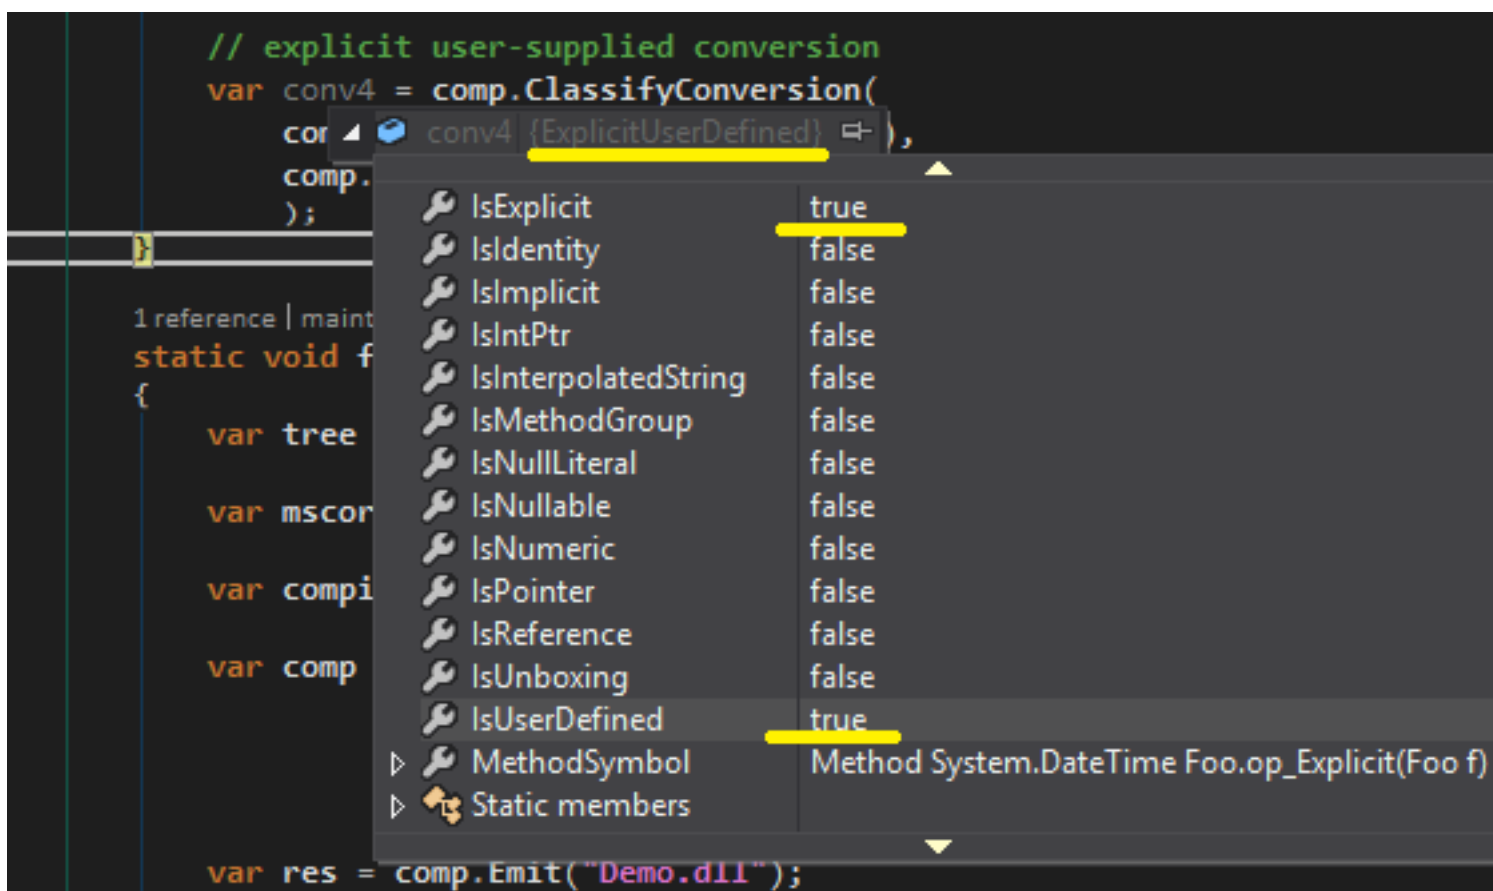 // explicit user-supplied conversion
var conv4 = comp.ClassifyConversion(
con conv4 {ExplicitUserDefined} ),
comp.
);
IsExplicit true
} IsIdentity false
IsImplicit false
1 reference | maint IsIntPtr false
static void f IsInterpolatedString false
{ IsMethodGroup false
var tree IsNullLiteral false
var mscor IsNullable false
IsNumeric false
var compi IsPointer false
IsReference false
var comp IsUnboxing false
IsUserDefined true
MethodSymbol Method System.DateTime Foo.op_Explicit(Foo f)
Static members
var res = comp.Emit("Demo.dll");